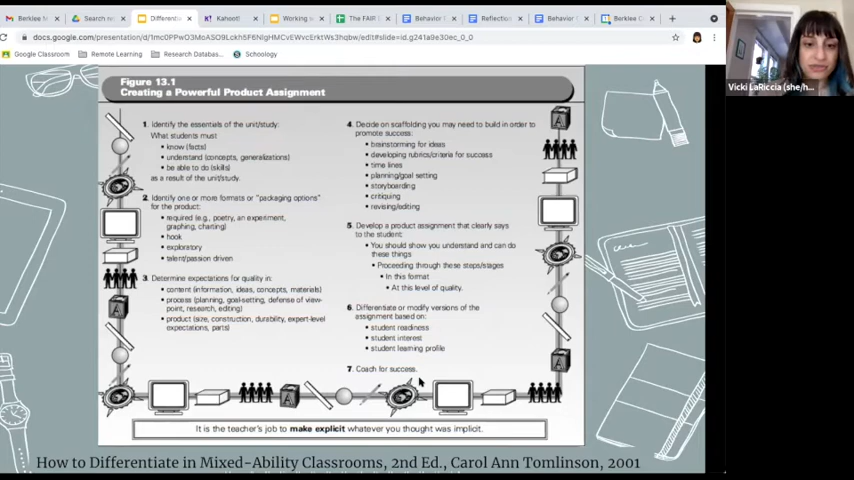 Berklee M
Search re
Different
Kahoot!
Working w
The FAIR
Behavior
Reflection
Behavior
Berklee C
docs.google.com/presentation/d/
Google Classroom
Remote Learning
Research Databas...
Schoology
Vicki LaRiccia (she/h...
Figure 13.1
Creating a Powerful Product Assignment
1. Identify the essentials of the unit/study:
What students must
• know (facts)
• understand (concepts, generalizations)
• be able to do (skills)
as a result of the unit/study.
2. Identify one or more formats or "packaging options"
for the product:
• required (e.g., poetry, an experiment,
graphing, charting)
• hook
• exploratory
• talent/passion driven
3. Determine expectations for quality in:
• content (information, ideas, concepts, materials)
• process (planning, goal-setting, defense of view-
point, research, editing)
• product (size, construction, durability, expert-level
expectations, parts)
4. Decide on scaffolding you may need to build in order to
promote success:
• brainstorming for ideas
• developing rubrics/criteria for success
• time lines
• planning/goal setting
• storyboarding
• critiquing
• revising/editing
5. Develop a product assignment that clearly says
to the student:
• You should show you understand and can do
these things
• Proceeding through these steps/stages
• In this format
• At this level of quality.
6. Differentiate or modify versions of the
assignment based on:
• student readiness
• student interest
• student learning profile
7. Coach for success.
It is the teacher's job to make explicit whatever you thought was implicit.
How to Differentiate in Mixed-Ability Classrooms, 2nd Ed., Carol Ann Tomlinson, 2001